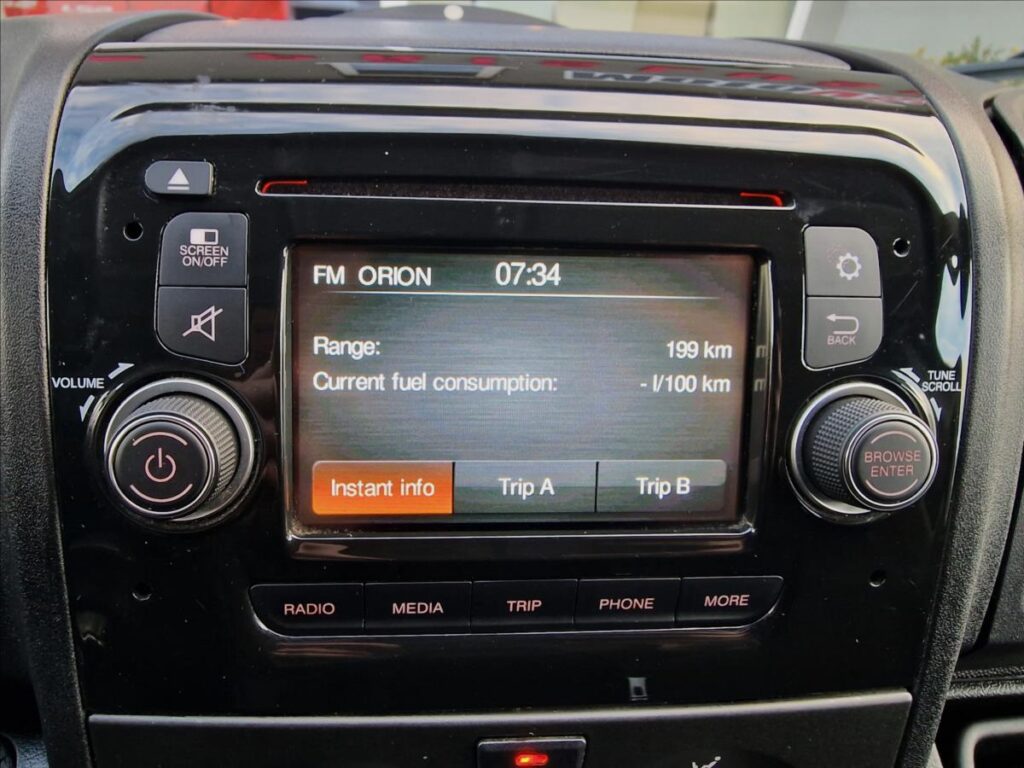 SCREEN
ON/OFF
FM ORION 07:34
Range: 199 km
Current fuel consumption: - l/100 km
Instant info Trip A Trip B
VOLUME
BACK
TUNE
SCROLL
BROWSE
ENTER
RADIO MEDIA TRIP PHONE MORE